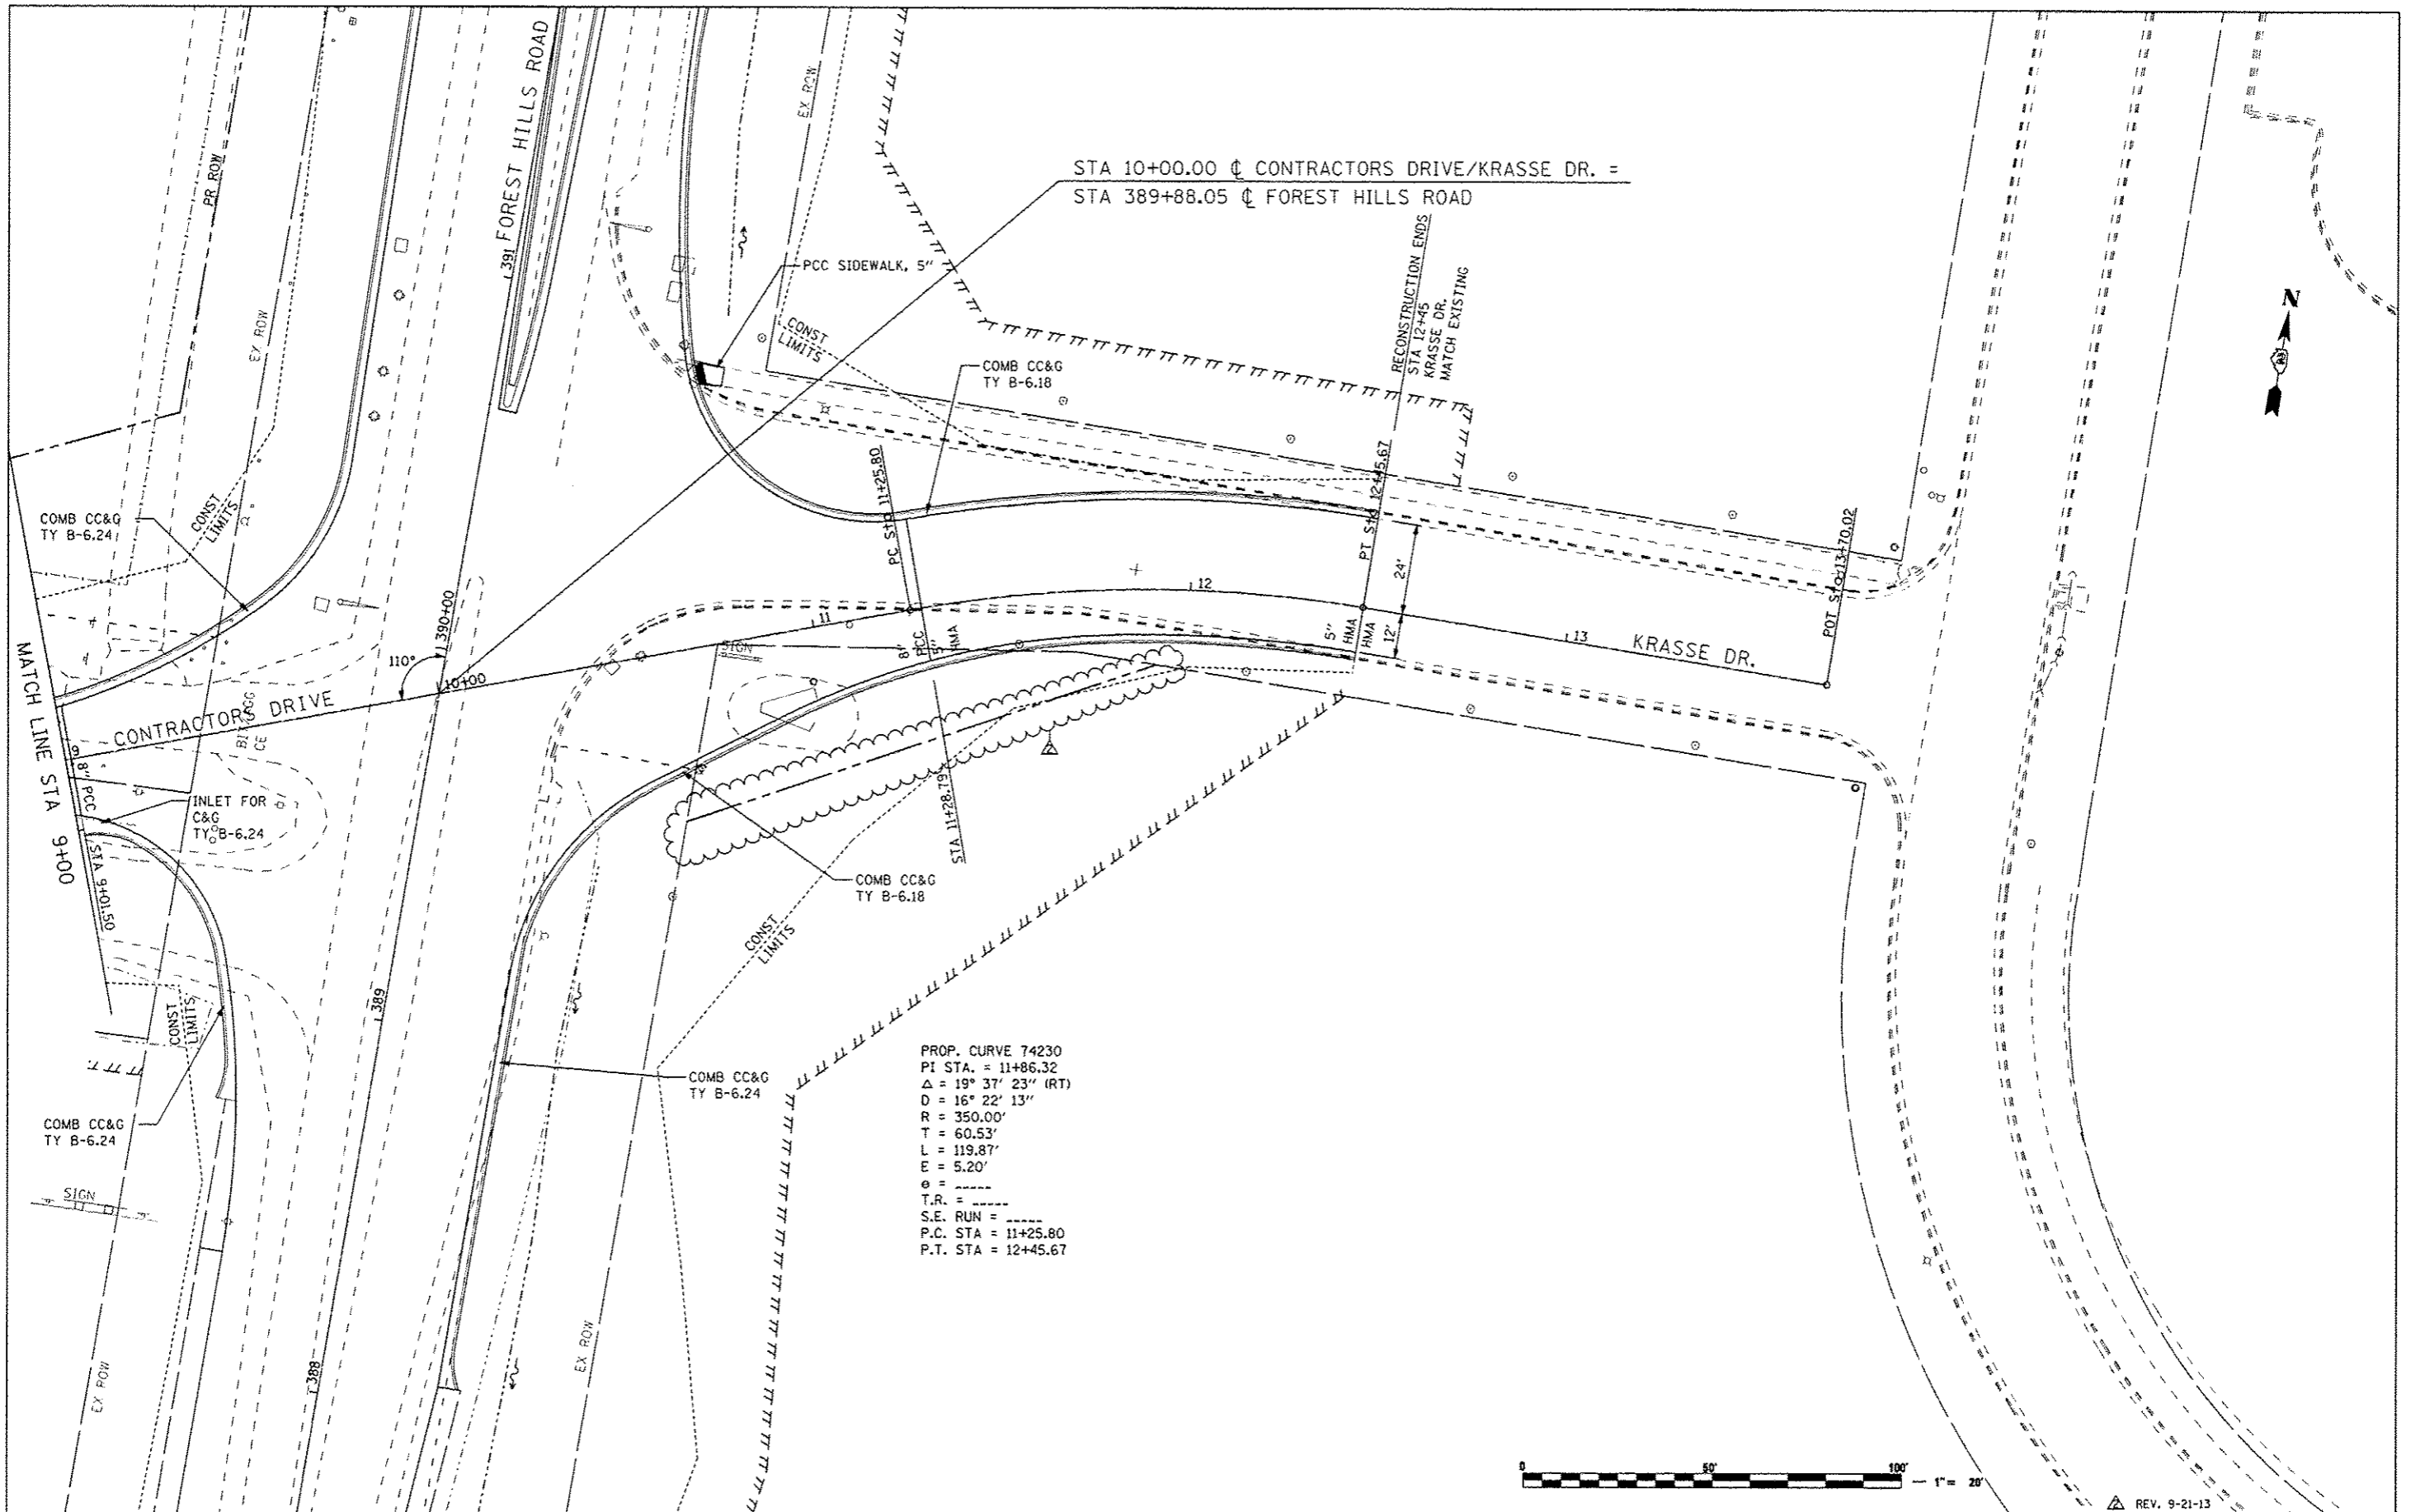 FOREST HILLS ROAD
391
EX ROW
PR ROW
EX ROW
STA 10+00.00 ℄ CONTRACTORS DRIVE/KRASSE DR. =
STA 389+88.05 ℄ FOREST HILLS ROAD
PCC SIDEWALK, 5"
CONST
LIMITS
COMB CC&G
TY B-6.18
RECONSTRUCTION ENDS
STA 12+45
KRASSE DR.
MATCH EXISTING
N
COMB CC&G
TY B-6.24
CONST
LIMITS
PC Sta 11+25.80
PT Sta 12+45.67
POT Sta 13+70.02
24'
12'
390+00
110°
10+00
11
12
13
KRASSE DR.
SIGN
8"
PCC
5"
HMA
5"
HMA
HMA
MATCH LINE STA 9+00
CONTRACTORS DRIVE
9
8" PCC
INLET FOR
C&G
TY B-6.24
STA 9+01.50
STA 11+28.79
2
COMB CC&G
TY B-6.18
CONST
LIMITS
389
CONST
LIMITS
COMB CC&G
TY B-6.24
COMB CC&G
TY B-6.24
SIGN
388
EX ROW
EX ROW
PROP. CURVE 74230
PI STA. = 11+86.32
Δ = 19° 37' 23" (RT)
D = 16° 22' 13"
R = 350.00'
T = 60.53'
L = 119.87'
E = 5.20'
e = _____
T.R. = _____
S.E. RUN = _____
P.C. STA = 11+25.80
P.T. STA = 12+45.67
0 50' 100'
1"= 20'
2 REV. 9-21-13